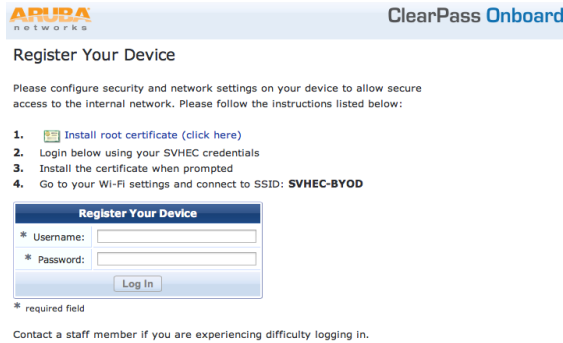 ARUBA
networks
ClearPass Onboard
Register Your Device
Please configure security and network settings on your device to allow secure
access to the internal network. Please follow the instructions listed below:
1. Install root certificate (click here)
2. Login below using your SVHEC credentials
3. Install the certificate when prompted
4. Go to your Wi-Fi settings and connect to SSID: SVHEC-BYOD
Register Your Device
* Username:
* Password:
Log In
* required field
Contact a staff member if you are experiencing difficulty logging in.